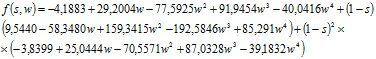 f(s,w)=-4,1883+29,2004w-77,5925w²+91,9454w³-40,0416w⁴+(1-s)
(9,5440-58,3480w+159,3415w²-192,5846w³+85,291w⁴)+(1-s)²×
×(-3,8399+25,0444w-70,5571w²+87,0328w³-39,1832w⁴)